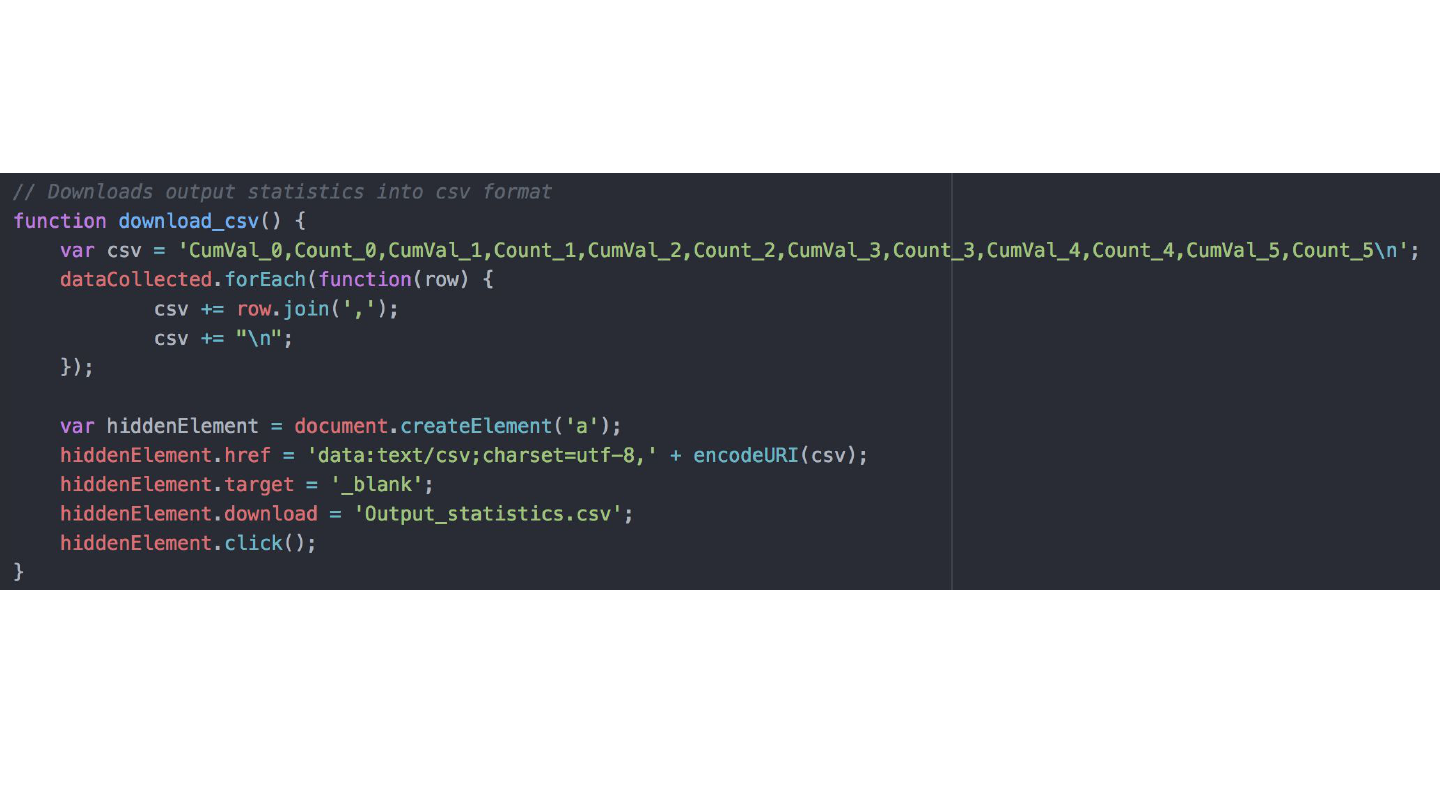 // Downloads output statistics into csv format
function download_csv() {
    var csv = 'CumVal_0,Count_0,CumVal_1,Count_1,CumVal_2,Count_2,CumVal_3,Count_3,CumVal_4,Count_4,CumVal_5,Count_5\n';
    dataCollected.forEach(function(row) {
            csv += row.join(',');
            csv += "\n";
    });

    var hiddenElement = document.createElement('a');
    hiddenElement.href = 'data:text/csv;charset=utf-8,' + encodeURI(csv);
    hiddenElement.target = '_blank';
    hiddenElement.download = 'Output_statistics.csv';
    hiddenElement.click();
}